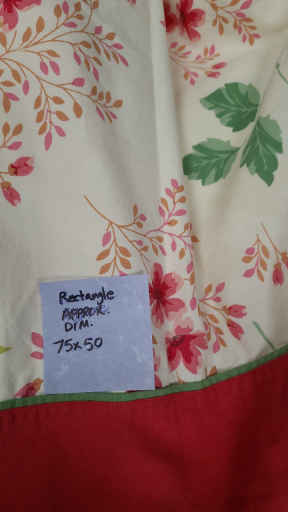 Rectangle
APPROX.
DIM.
75x50